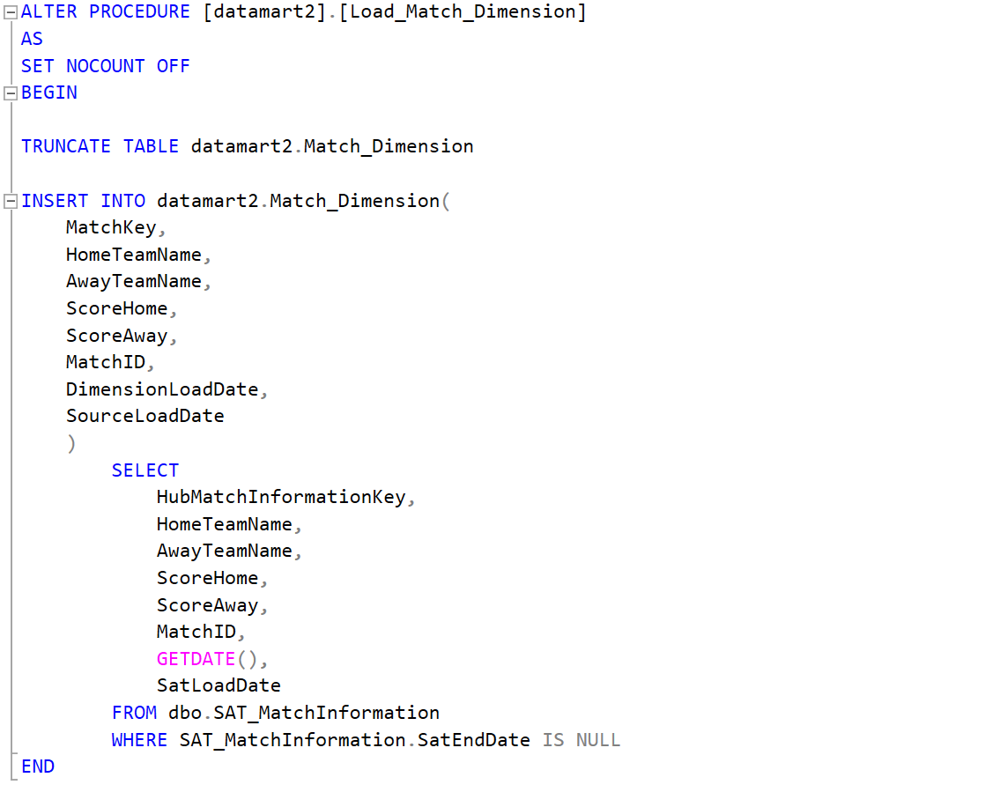 ALTER PROCEDURE [datamart2].[Load_Match_Dimension]
AS
SET NOCOUNT OFF
BEGIN
TRUNCATE TABLE datamart2.Match_Dimension
INSERT INTO datamart2.Match_Dimension(
MatchKey,
HomeTeamName,
AwayTeamName,
ScoreHome,
ScoreAway,
MatchID,
DimensionLoadDate,
SourceLoadDate
)
SELECT
HubMatchInformationKey,
HomeTeamName,
AwayTeamName,
ScoreHome,
ScoreAway,
MatchID,
GETDATE(),
SatLoadDate
FROM dbo.SAT_MatchInformation
WHERE SAT_MatchInformation.SatEndDate IS NULL
END